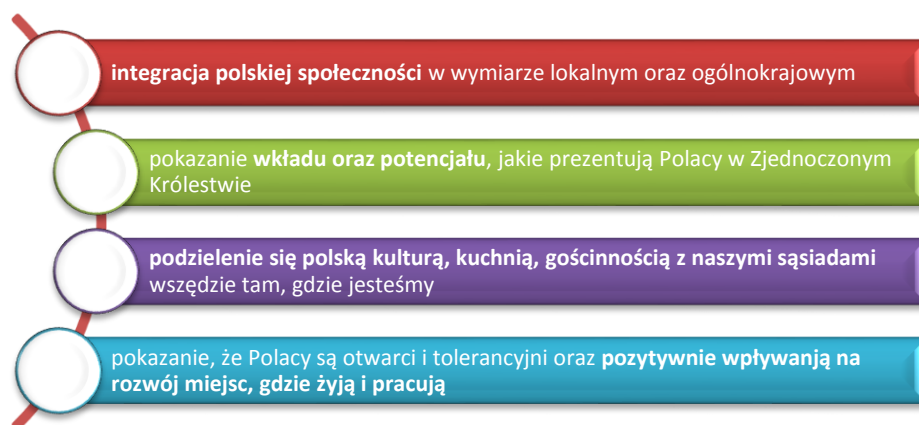 integracja polskiej społeczności w wymiarze lokalnym oraz ogólnokrajowym
pokazanie wkładu oraz potencjału, jakie prezentują Polacy w Zjednoczonym
Królestwie
podzielenie się polską kulturą, kuchnią, gościnnością z naszymi sąsiadami
wszędzie tam, gdzie jesteśmy
pokazanie, że Polacy są otwarci i tolerancyjni oraz pozytywnie wpływanją na
rozwój miejsc, gdzie żyją i pracują